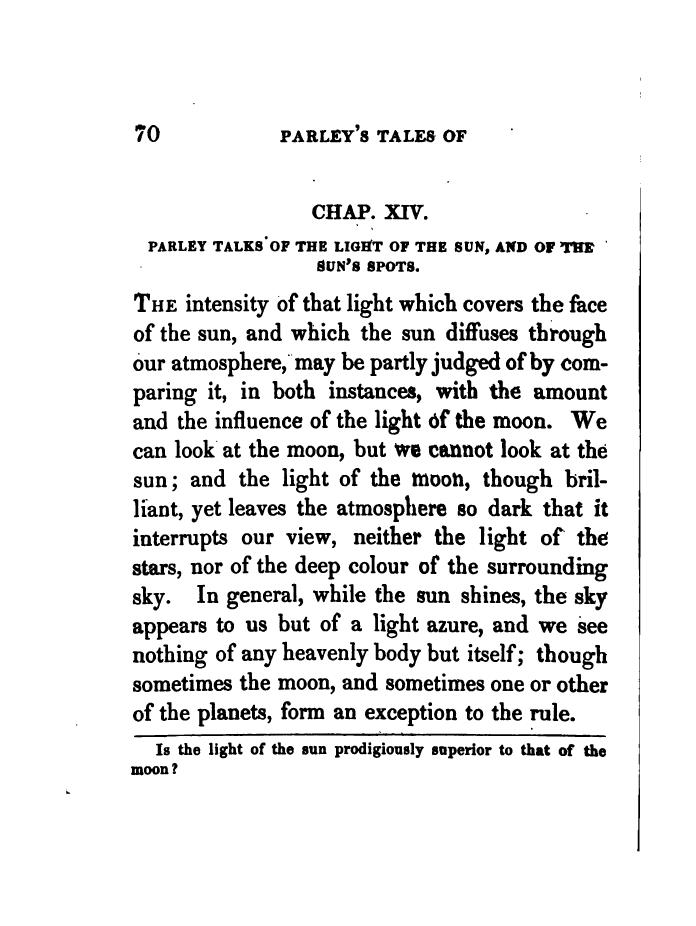 70 PARLEY'S TALES OF
CHAP. XIV.
PARLEY TALKS OF THE LIGHT OF THE SUN, AND OF THE
SUN'S SPOTS.
THE intensity of that light which covers the face
of the sun, and which the sun diffuses through
our atmosphere, may be partly judged of by com-
paring it, in both instances, with the amount
and the influence of the light of the moon. We
can look at the moon, but we cannot look at the
sun; and the light of the moon, though bril-
liant, yet leaves the atmosphere so dark that it
interrupts our view, neither the light of the
stars, nor of the deep colour of the surrounding
sky. In general, while the sun shines, the sky
appears to us but of a light azure, and we see
nothing of any heavenly body but itself; though
sometimes the moon, and sometimes one or other
of the planets, form an exception to the rule.
Is the light of the sun prodigiously superior to that of the
moon?